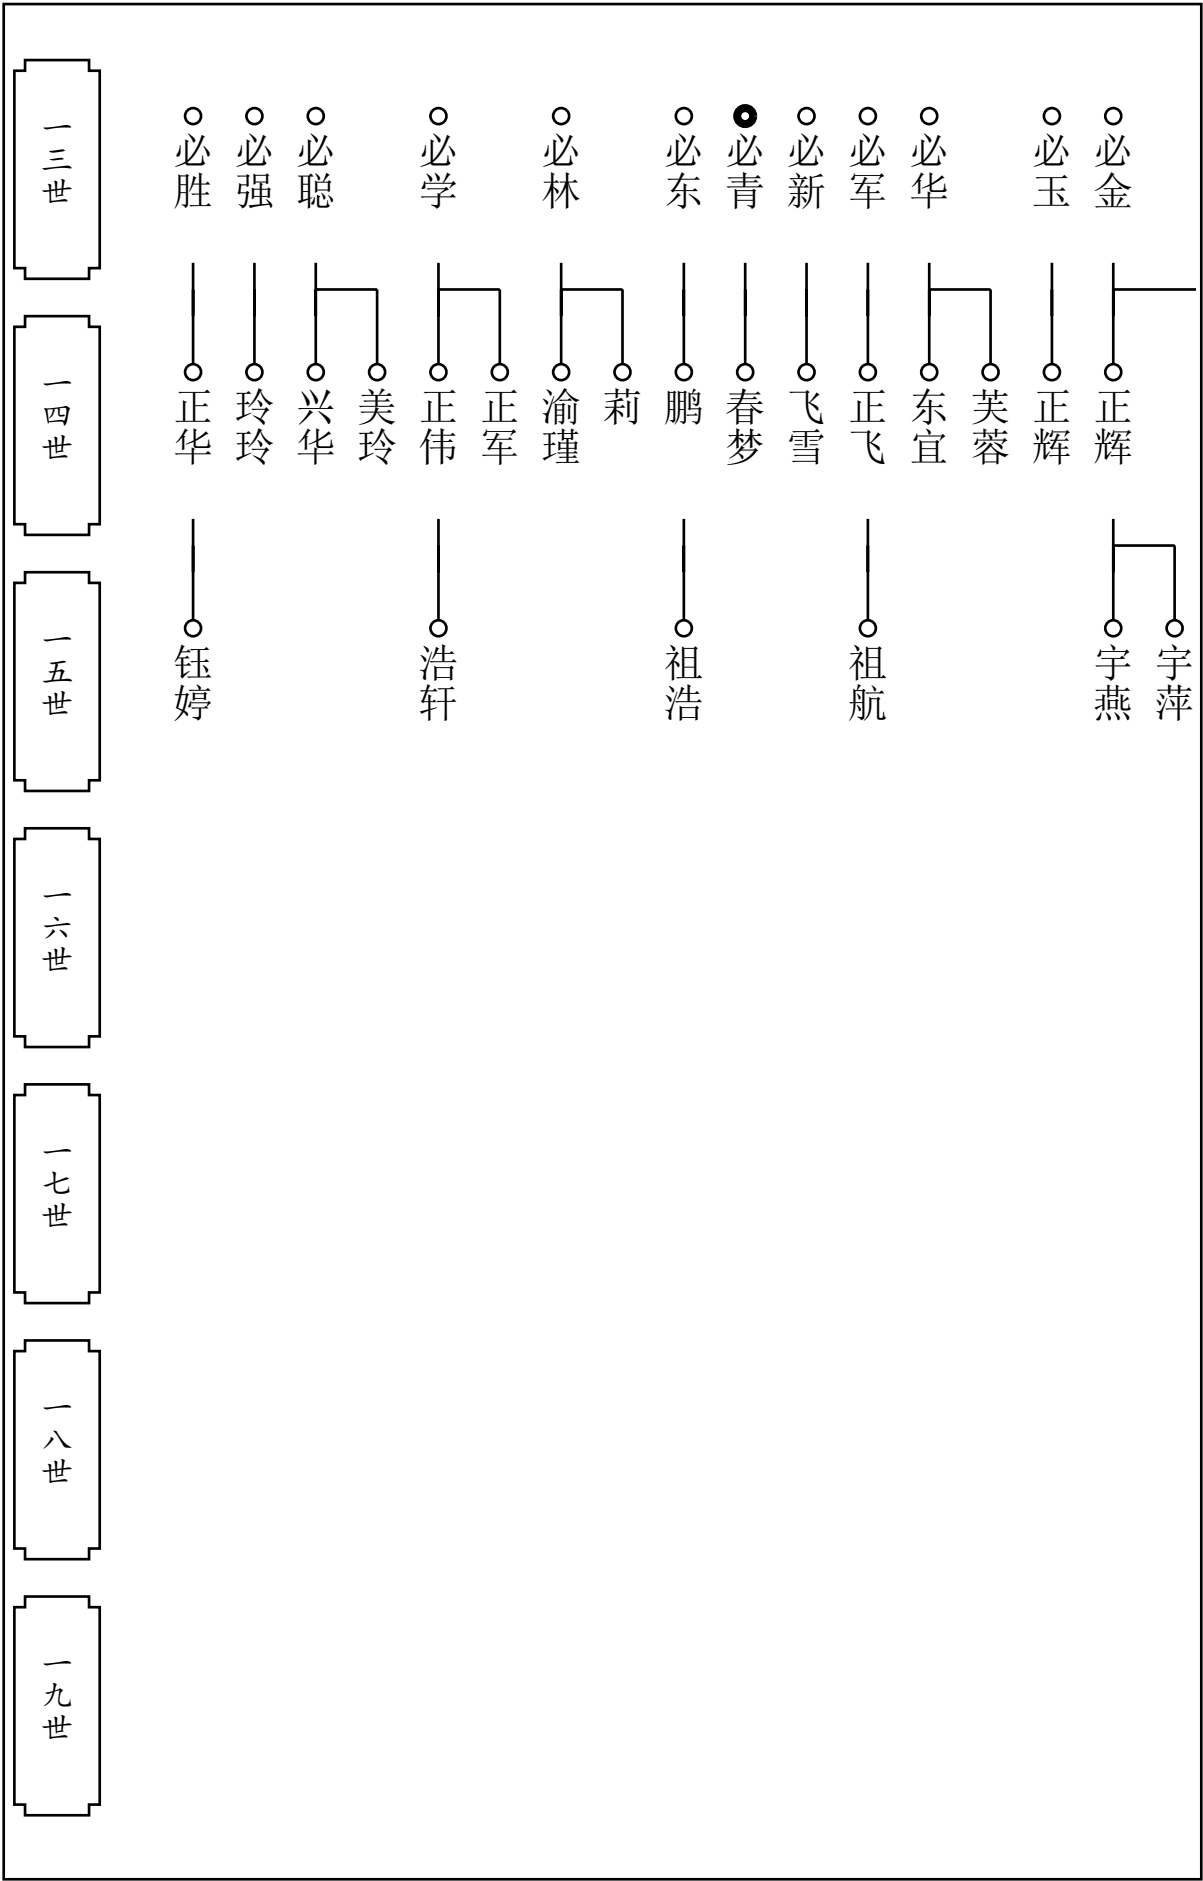 一三世
必胜
必强
必聪
必学
必林
必东
必青
必新
必军
必华
必玉
必金
一四世
正华
玲玲
兴华
美玲
正伟
正军
渝瑾
莉
鹏
春梦
飞雪
正飞
东宜
芙蓉
正辉
正辉
一五世
钰婷
浩轩
祖浩
祖航
宇燕
宇萍
一六世
一七世
一八世
一九世